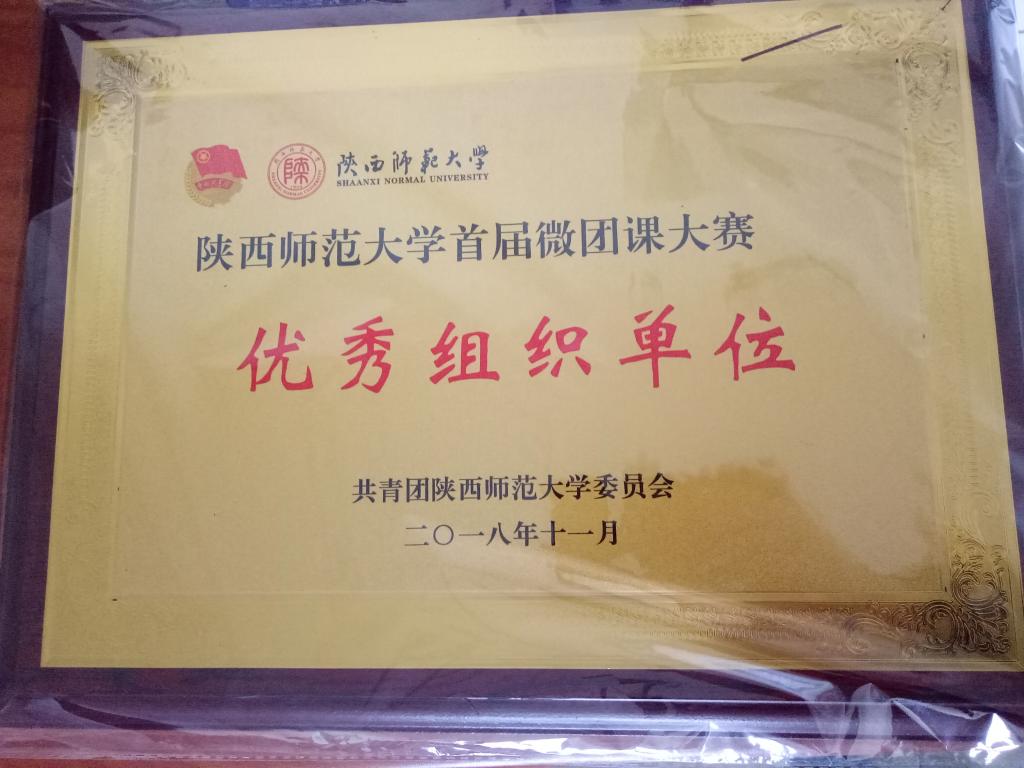 陕西师范大学
SHAANXI NORMAL UNIVERSITY
陕西师范大学首届微团课大赛
优秀组织单位
共青团陕西师范大学委员会
二〇一八年十一月